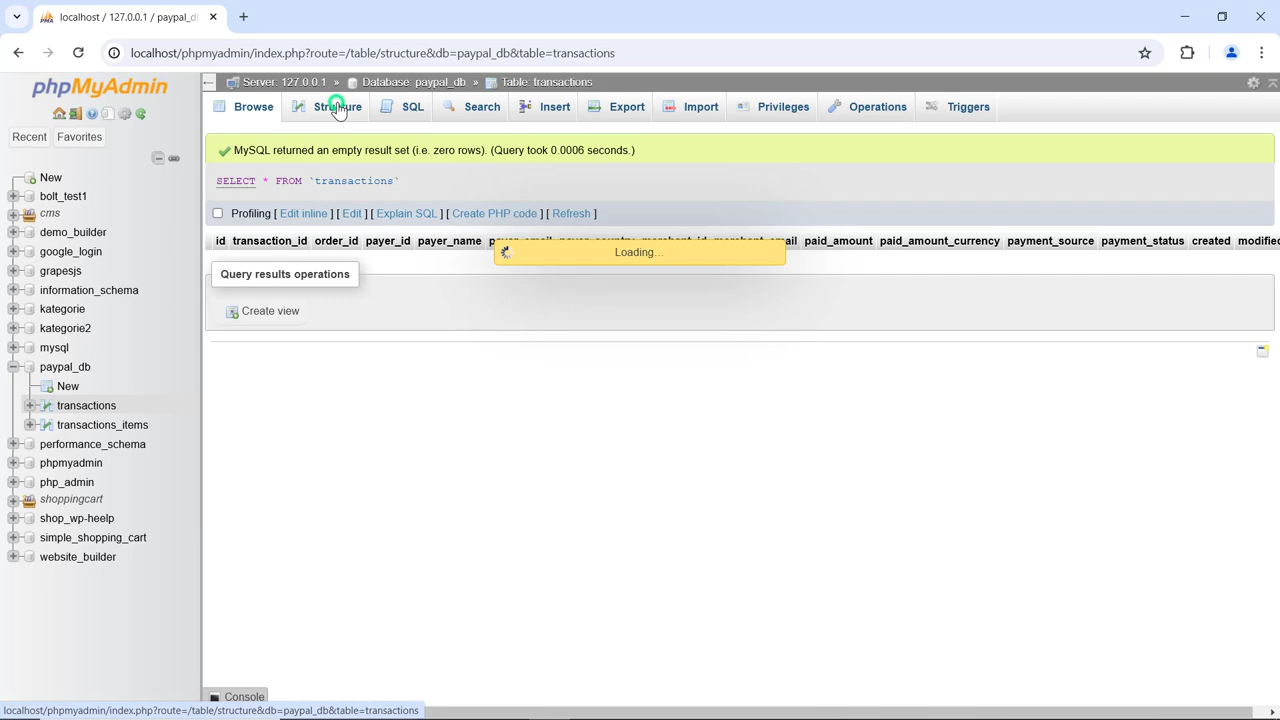 localhost / 127.0.0.1 / paypal_d
localhost/phpmyadmin/index.php?route=/table/structure&db=paypal_db&table=transactions
phpMyAdmin
Recent
Favorites
New
bolt_test1
cms
demo_builder
google_login
grapesjs
information_schema
kategorie
kategorie2
mysql
paypal_db
New
transactions
transactions_items
performance_schema
phpmyadmin
php_admin
shoppingcart
shop_wp-heelp
simple_shopping_cart
website_builder
Server: 127.0.0.1 » Database: paypal_db » Table: transactions
Browse Structure SQL Search Insert Export Import Privileges Operations Triggers
MySQL returned an empty result set (i.e. zero rows). (Query took 0.0006 seconds.)
SELECT * FROM `transactions`
Profiling [ Edit inline ] [ Edit ] [ Explain SQL ] [ Create PHP code ] [ Refresh ]
id transaction_id order_id payer_id payer_name payer_email payer_country merchant_id merchant_email paid_amount paid_amount_currency payment_source payment_status created modified
Loading…
Query results operations
Create view
Console
localhost/phpmyadmin/index.php?route=/table/structure&db=paypal_db&table=transactions